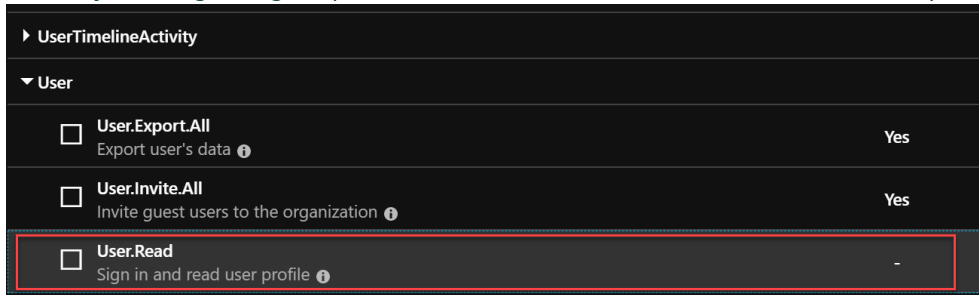 UserTimelineActivity
User
User.Export.All
Export user's data
Yes
User.Invite.All
Invite guest users to the organization
Yes
User.Read
Sign in and read user profile
-